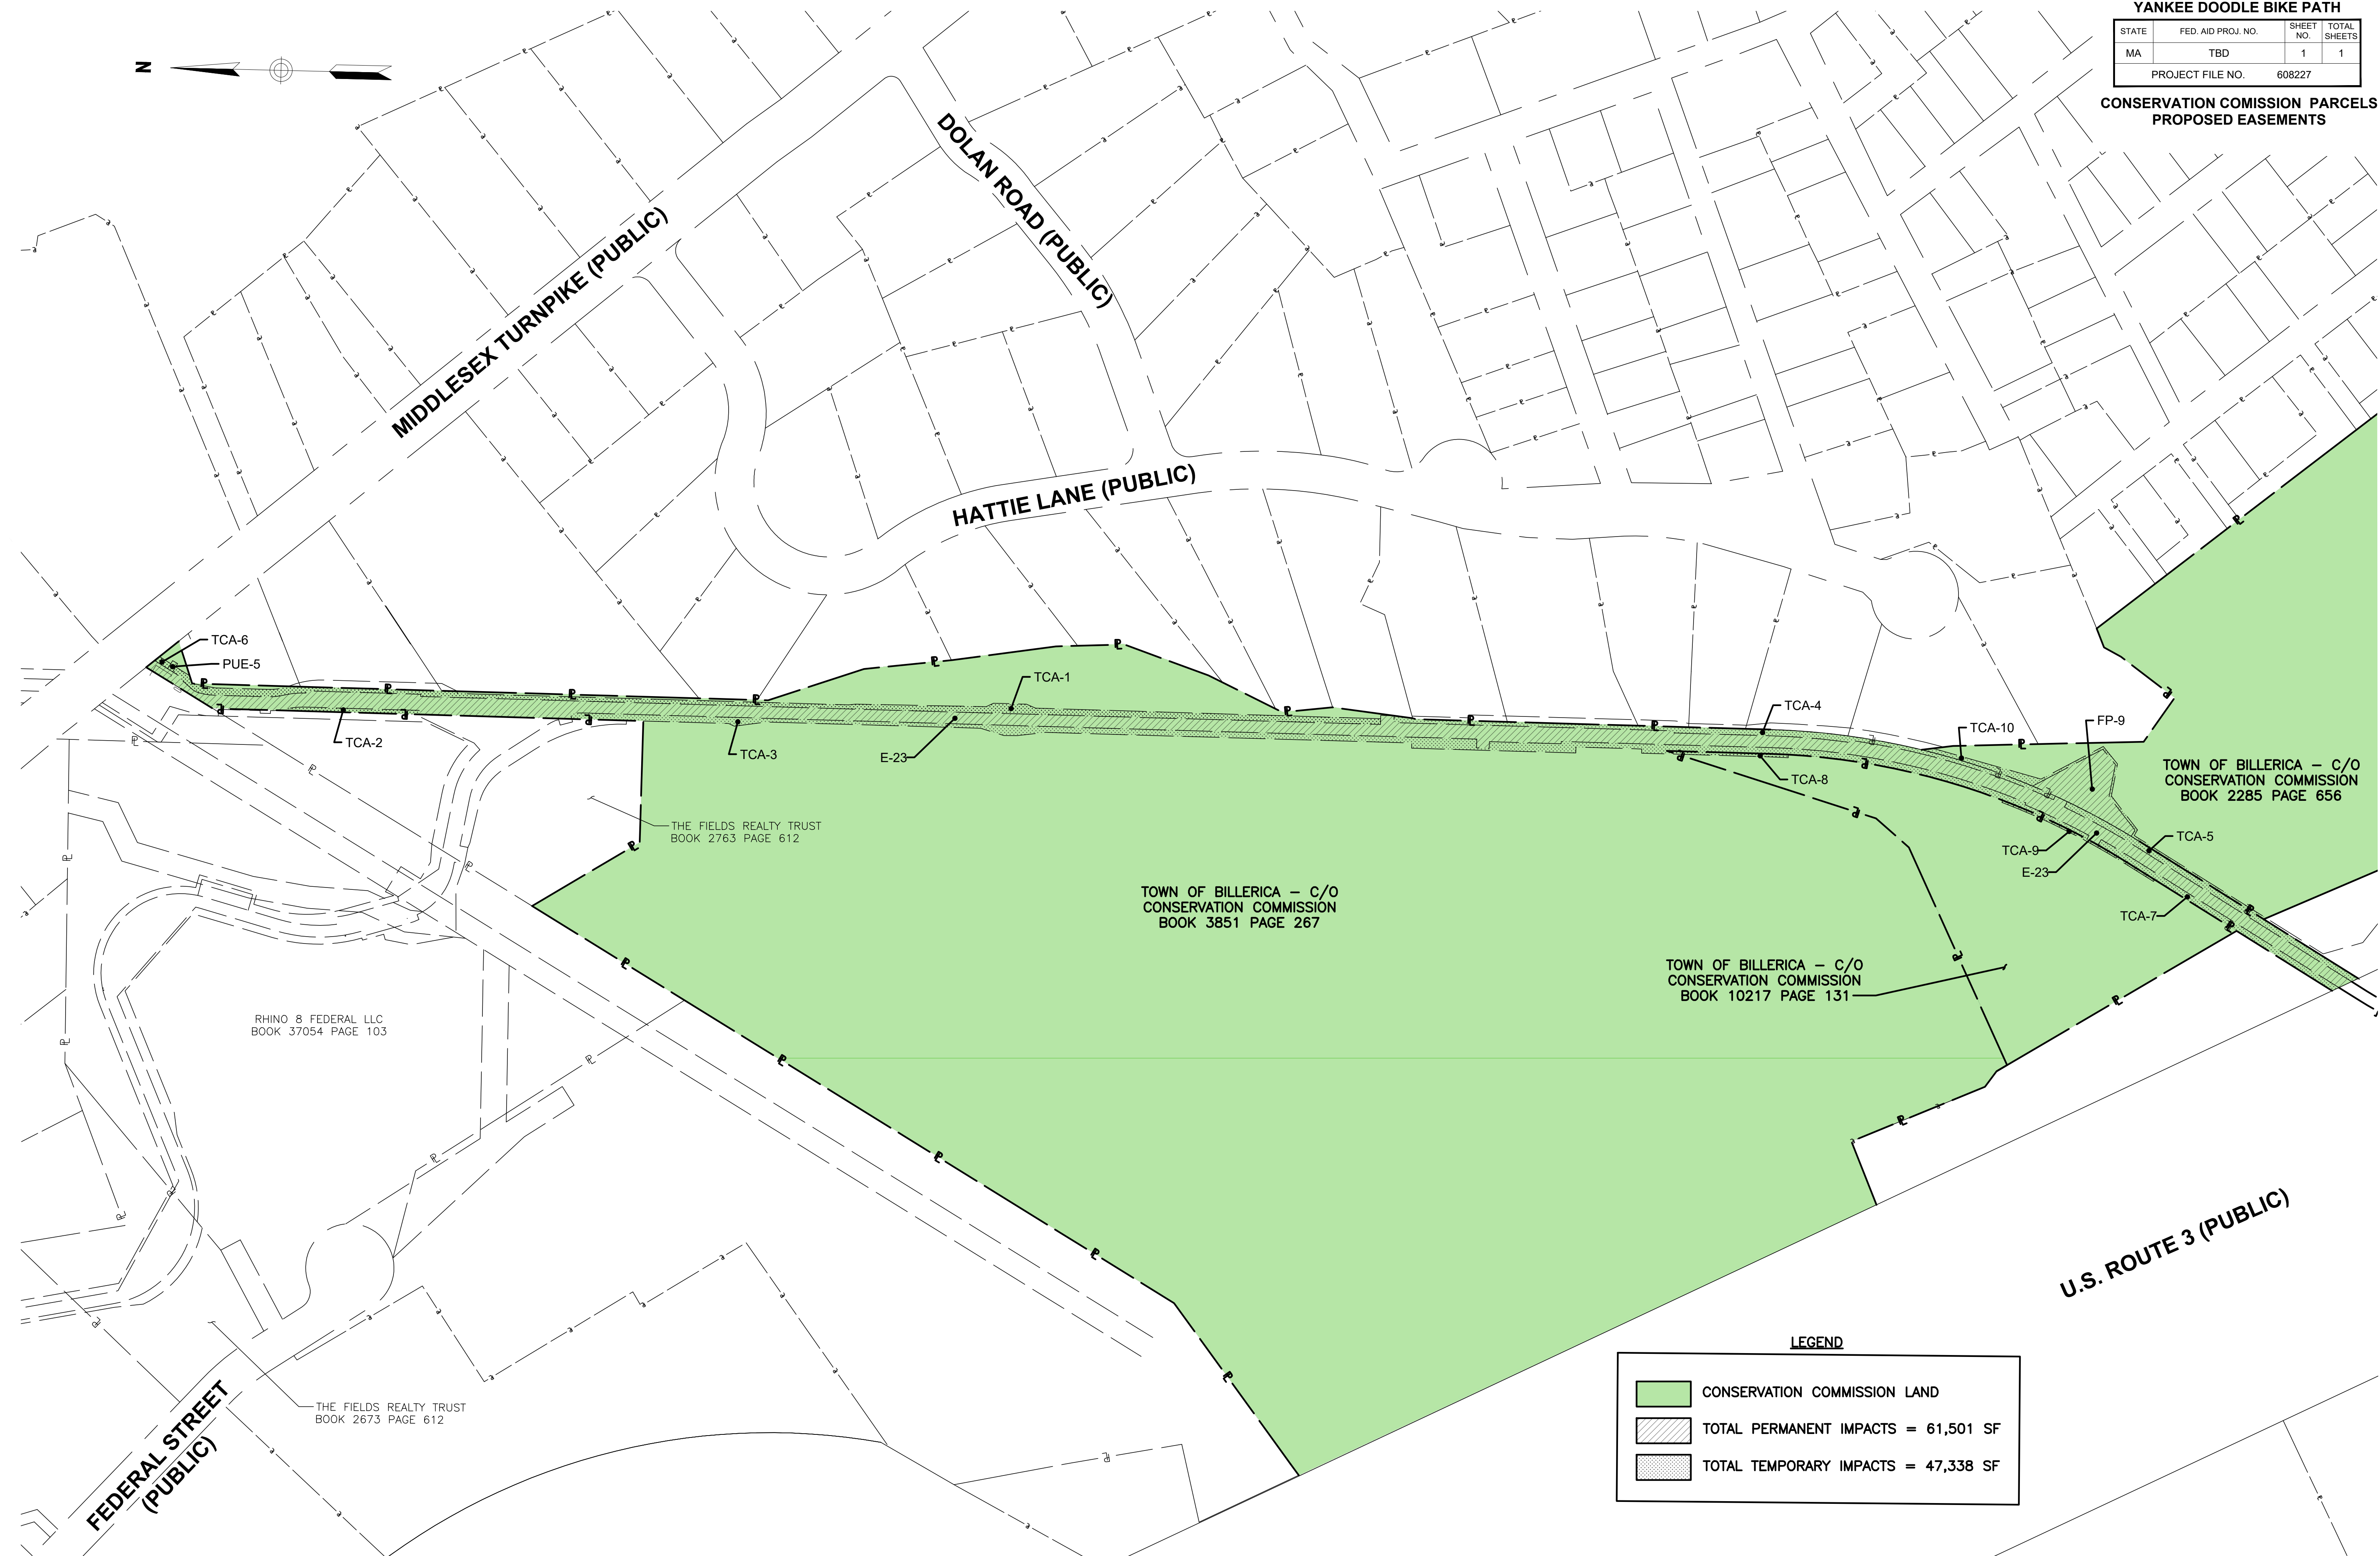 YANKEE DOODLE BIKE PATH
STATE
FED. AID PROJ. NO.
SHEET NO.
TOTAL SHEETS
MA
TBD
1
1
PROJECT FILE NO. 608227
CONSERVATION COMISSION PARCELS
PROPOSED EASEMENTS
N
DOLAN ROAD (PUBLIC)
MIDDLESEX TURNPIKE (PUBLIC)
HATTIE LANE (PUBLIC)
TCA-6
PUE-5
TCA-2
TCA-3
TCA-1
E-23
TCA-4
TCA-8
TCA-10
FP-9
TOWN OF BILLERICA – C/O
CONSERVATION COMMISSION
BOOK 2285 PAGE 656
TCA-5
TCA-9
E-23
TCA-7
THE FIELDS REALTY TRUST
BOOK 2763 PAGE 612
TOWN OF BILLERICA – C/O
CONSERVATION COMMISSION
BOOK 3851 PAGE 267
TOWN OF BILLERICA – C/O
CONSERVATION COMMISSION
BOOK 10217 PAGE 131
RHINO 8 FEDERAL LLC
BOOK 37054 PAGE 103
U.S. ROUTE 3 (PUBLIC)
THE FIELDS REALTY TRUST
BOOK 2673 PAGE 612
FEDERAL STREET
(PUBLIC)
LEGEND
CONSERVATION COMMISSION LAND
TOTAL PERMANENT IMPACTS = 61,501 SF
TOTAL TEMPORARY IMPACTS = 47,338 SF